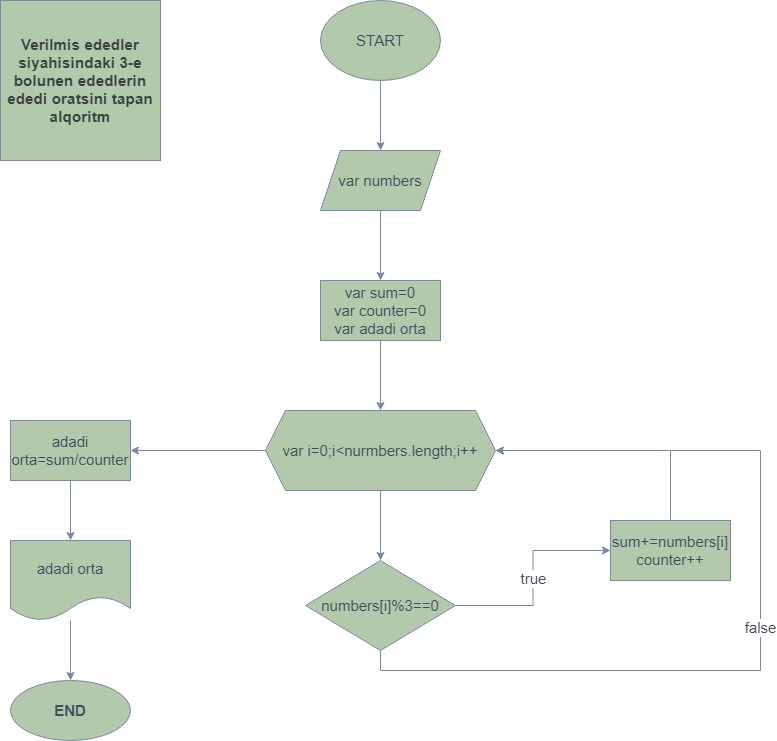 Verilmis ededler
siyahisindaki 3-e
bolunen ededlerin
ededi oratsini tapan
alqoritm
START
var numbers
var sum=0
var counter=0
var adadi orta
var i=0;i<nurmbers.length;i++
adadi
orta=sum/counter
sum+=numbers[i]
counter++
adadi orta
true
numbers[i]%3==0
false
END